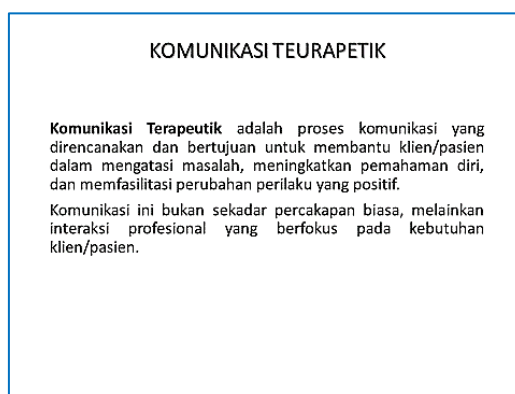 KOMUNIKASI TEURAPETIK
Komunikasi Terapeutik adalah proses komunikasi yang
direncanakan dan bertujuan untuk membantu klien/pasien
dalam mengatasi masalah, meningkatkan pemahaman diri,
dan memfasilitasi perubahan perilaku yang positif.
Komunikasi ini bukan sekadar percakapan biasa, melainkan
interaksi profesional yang berfokus pada kebutuhan
klien/pasien.